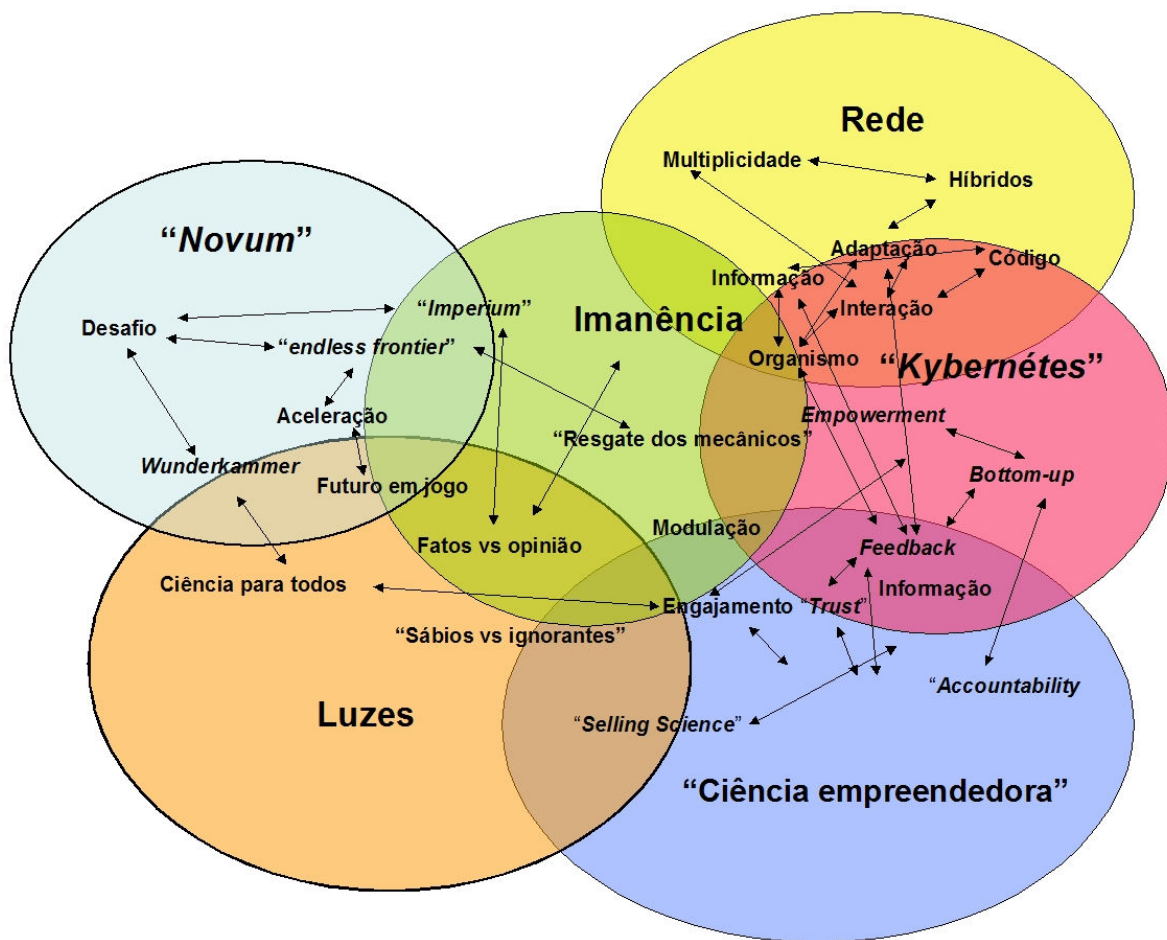 Rede
Multiplicidade
Híbridos
“Novum”
Adaptação
Código
Informação
“Imperium”
Interação
Desafio
Imanência
“endless frontier”
Organismo
“Kybernétes”
Aceleração
Empowerment
“Resgate dos mecânicos”
Wunderkammer
Bottom-up
Futuro em jogo
Modulação
Fatos vs opinião
Feedback
Ciência para todos
Informação
Engajamento “Trust”
“Sábios vs ignorantes”
“Accountability
Luzes
“Selling Science”
“Ciência empreendedora”